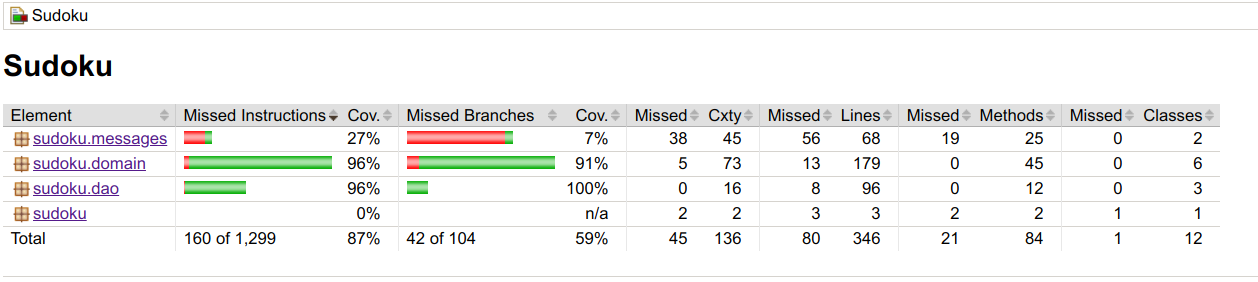 Sudoku
Sudoku
Element Missed Instructions Cov. Missed Branches Cov. Missed Cxty Missed Lines Missed Methods Missed Classes
sudoku.messages 27% 7% 38 45 56 68 19 25 0 2
sudoku.domain 96% 91% 5 73 13 179 0 45 0 6
sudoku.dao 96% 100% 0 16 8 96 0 12 0 3
sudoku 0% n/a 2 2 3 3 2 2 1 1
Total 160 of 1,299 87% 42 of 104 59% 45 136 80 346 21 84 1 12